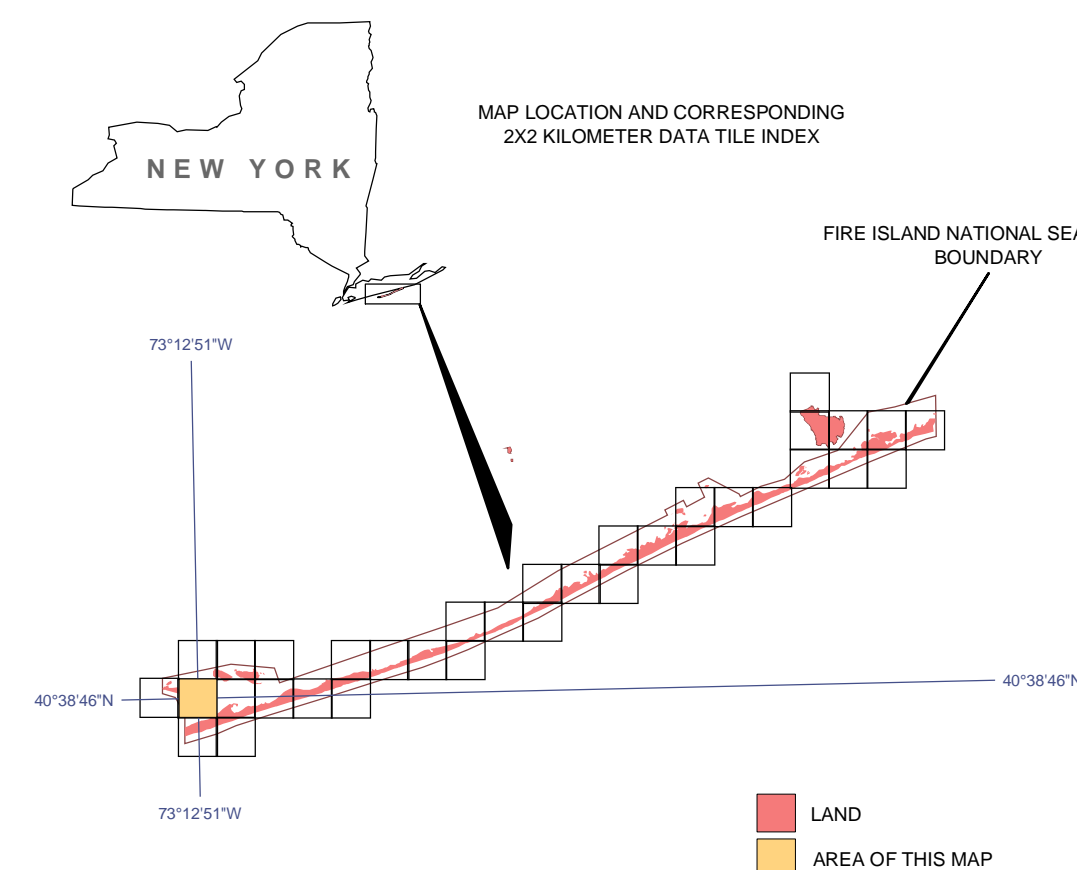 MAP LOCATION AND CORRESPONDING
2X2 KILOMETER DATA TILE INDEX
NEW YORK
FIRE ISLAND NATIONAL SEA
BOUNDARY
73°12'51"W
40°38'46"N
40°38'46"N
73°12'51"W
LAND
AREA OF THIS MAP